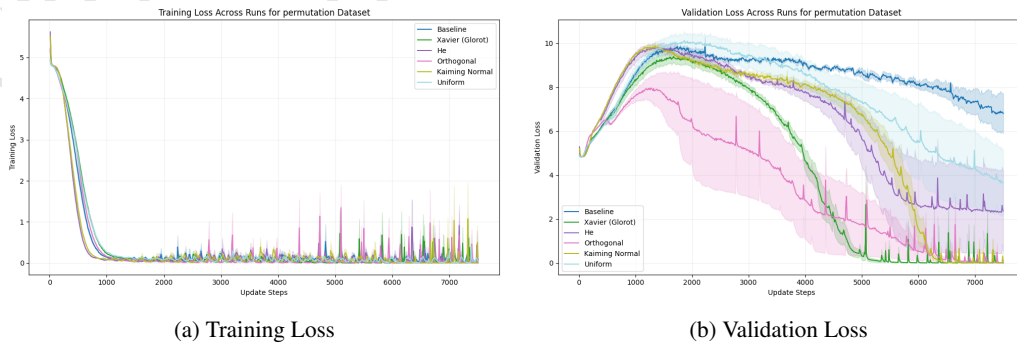 Training Loss Across Runs for permutation Dataset
Training Loss
5
4
3
2
1
0
0
1000
2000
3000
4000
5000
6000
7000
Update Steps
Baseline
Xavier (Glorot)
He
Orthogonal
Kaiming Normal
Uniform
(a) Training Loss
Validation Loss Across Runs for permutation Dataset
Validation Loss
10
8
6
4
2
0
0
1000
2000
3000
4000
5000
6000
7000
Update Steps
Baseline
Xavier (Glorot)
He
Orthogonal
Kaiming Normal
Uniform
(b) Validation Loss